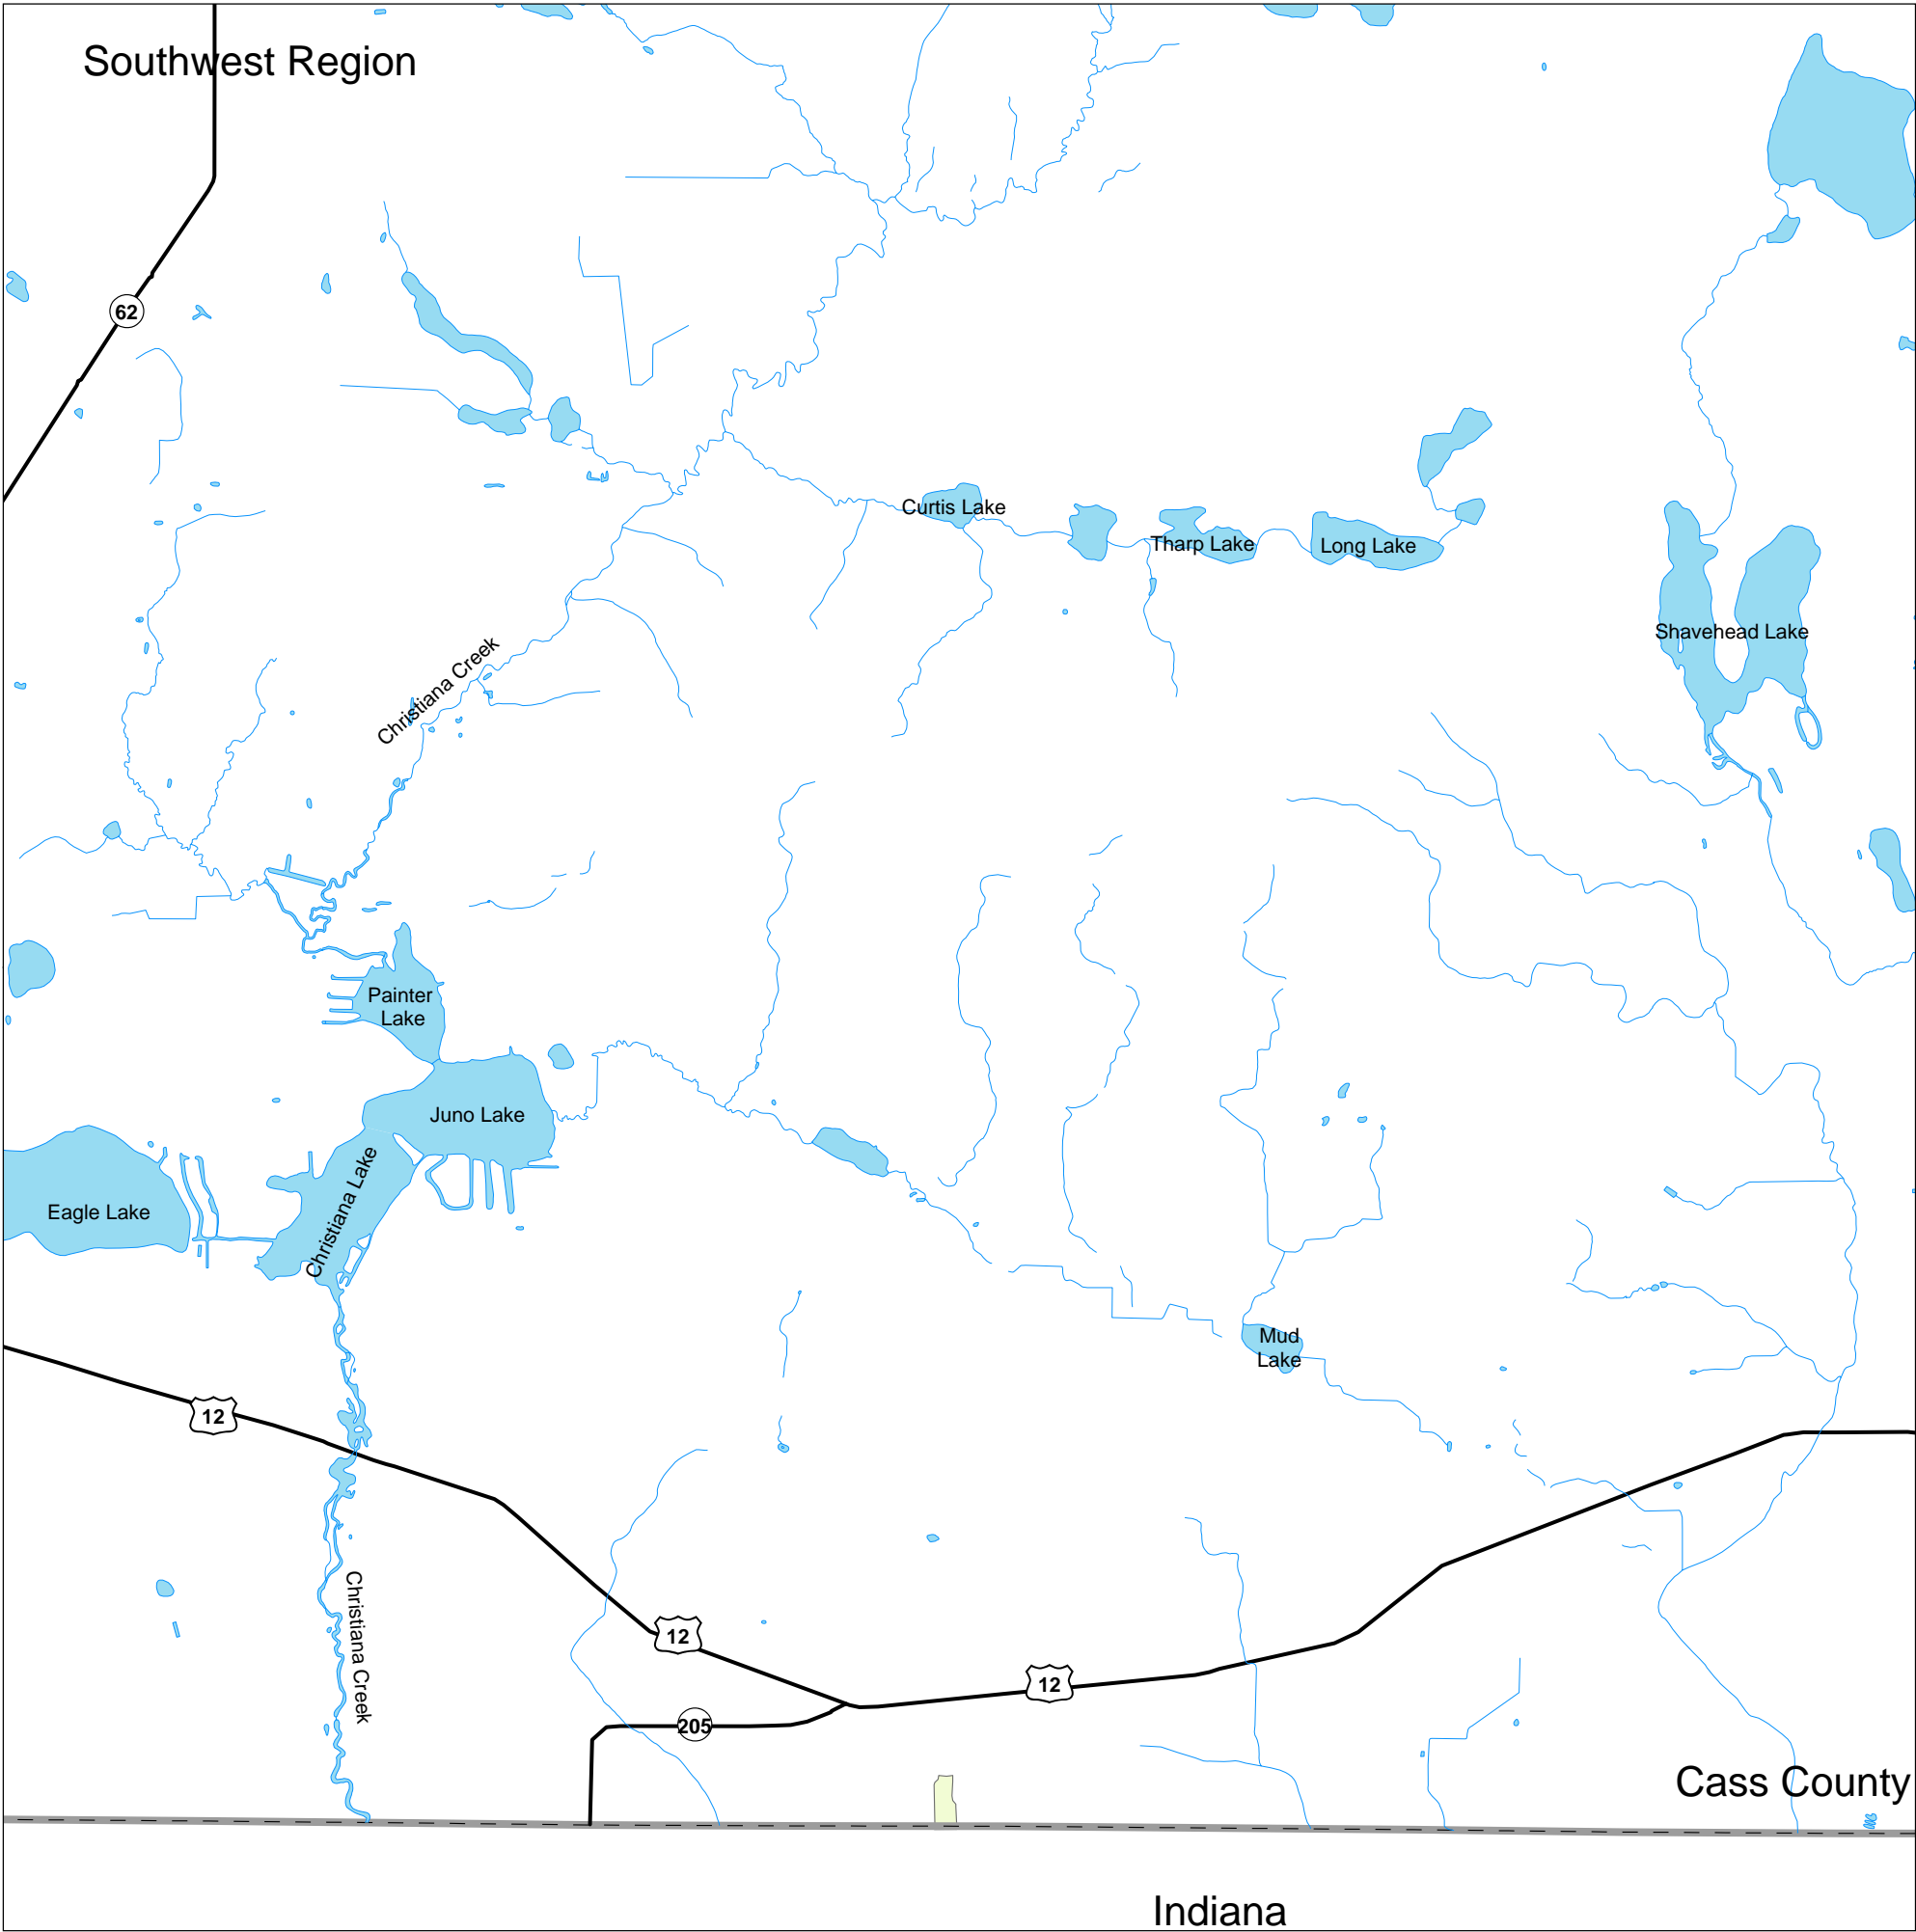 Southwest Region
62
Curtis Lake
Tharp Lake
Long Lake
Shavehead Lake
Christiana Creek
Painter
Lake
Juno Lake
Christiana Lake
Eagle Lake
Mud
Lake
12
Christiana Creek
12
12
205
Cass County
Indiana